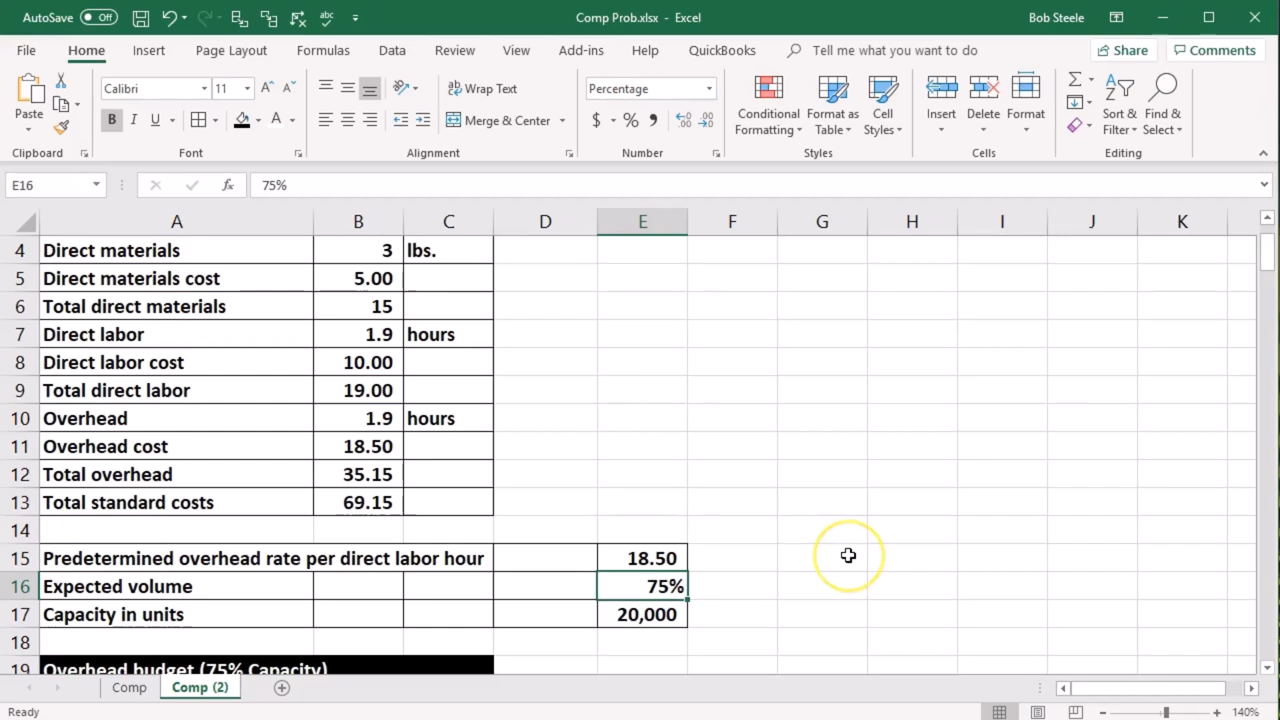 AutoSave Off Comp Prob.xlsx - Excel Bob Steele
File Home Insert Page Layout Formulas Data Review View Add-ins Help QuickBooks Tell me what you want to do Share Comments
Calibri 11 A A Wrap Text Percentage Σ
Paste B I U A Merge & Center $ % Conditional Formatting Format as Table Cell Styles Insert Delete Format Sort & Filter Find & Select
Clipboard Font Alignment Number Styles Cells Editing
E16 fx 75%
A B C D E F G H I J K
4 Direct materials 3 lbs.
5 Direct materials cost 5.00
6 Total direct materials 15
7 Direct labor 1.9 hours
8 Direct labor cost 10.00
9 Total direct labor 19.00
10 Overhead 1.9 hours
11 Overhead cost 18.50
12 Total overhead 35.15
13 Total standard costs 69.15
14
15 Predetermined overhead rate per direct labor hour 18.50
16 Expected volume 75%
17 Capacity in units 20,000
18
19 Overhead budget (75% Capacity)
Comp Comp (2)
Ready 140%